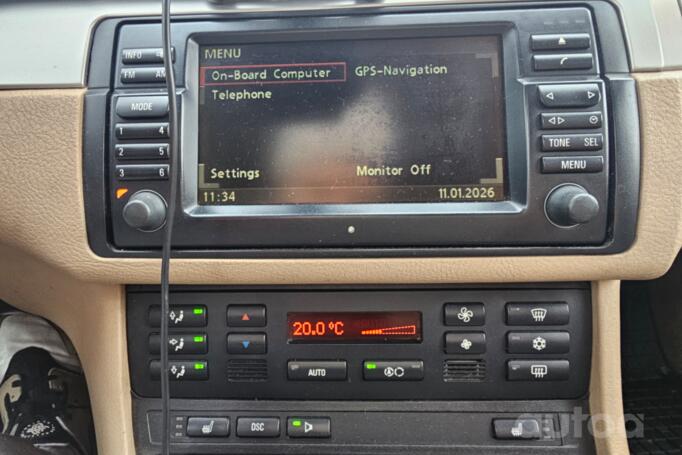 MENU
On-Board Computer GPS-Navigation
Telephone
Settings Monitor Off
11:34 11.01.2026
INFO
FM AM
MODE
1 4
2 5
3 6
TONE SEL
MENU
20.0°C
AUTO
A
DSC
autoa